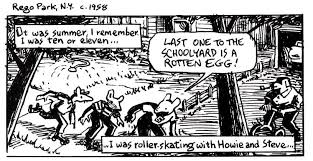 Rego Park, N.Y. c.1958
It was summer, I remember.
I was ten or eleven...
LAST ONE TO THE
SCHOOLYARD IS A
ROTTEN EGG!
...I was roller-skating with Howie and Steve...